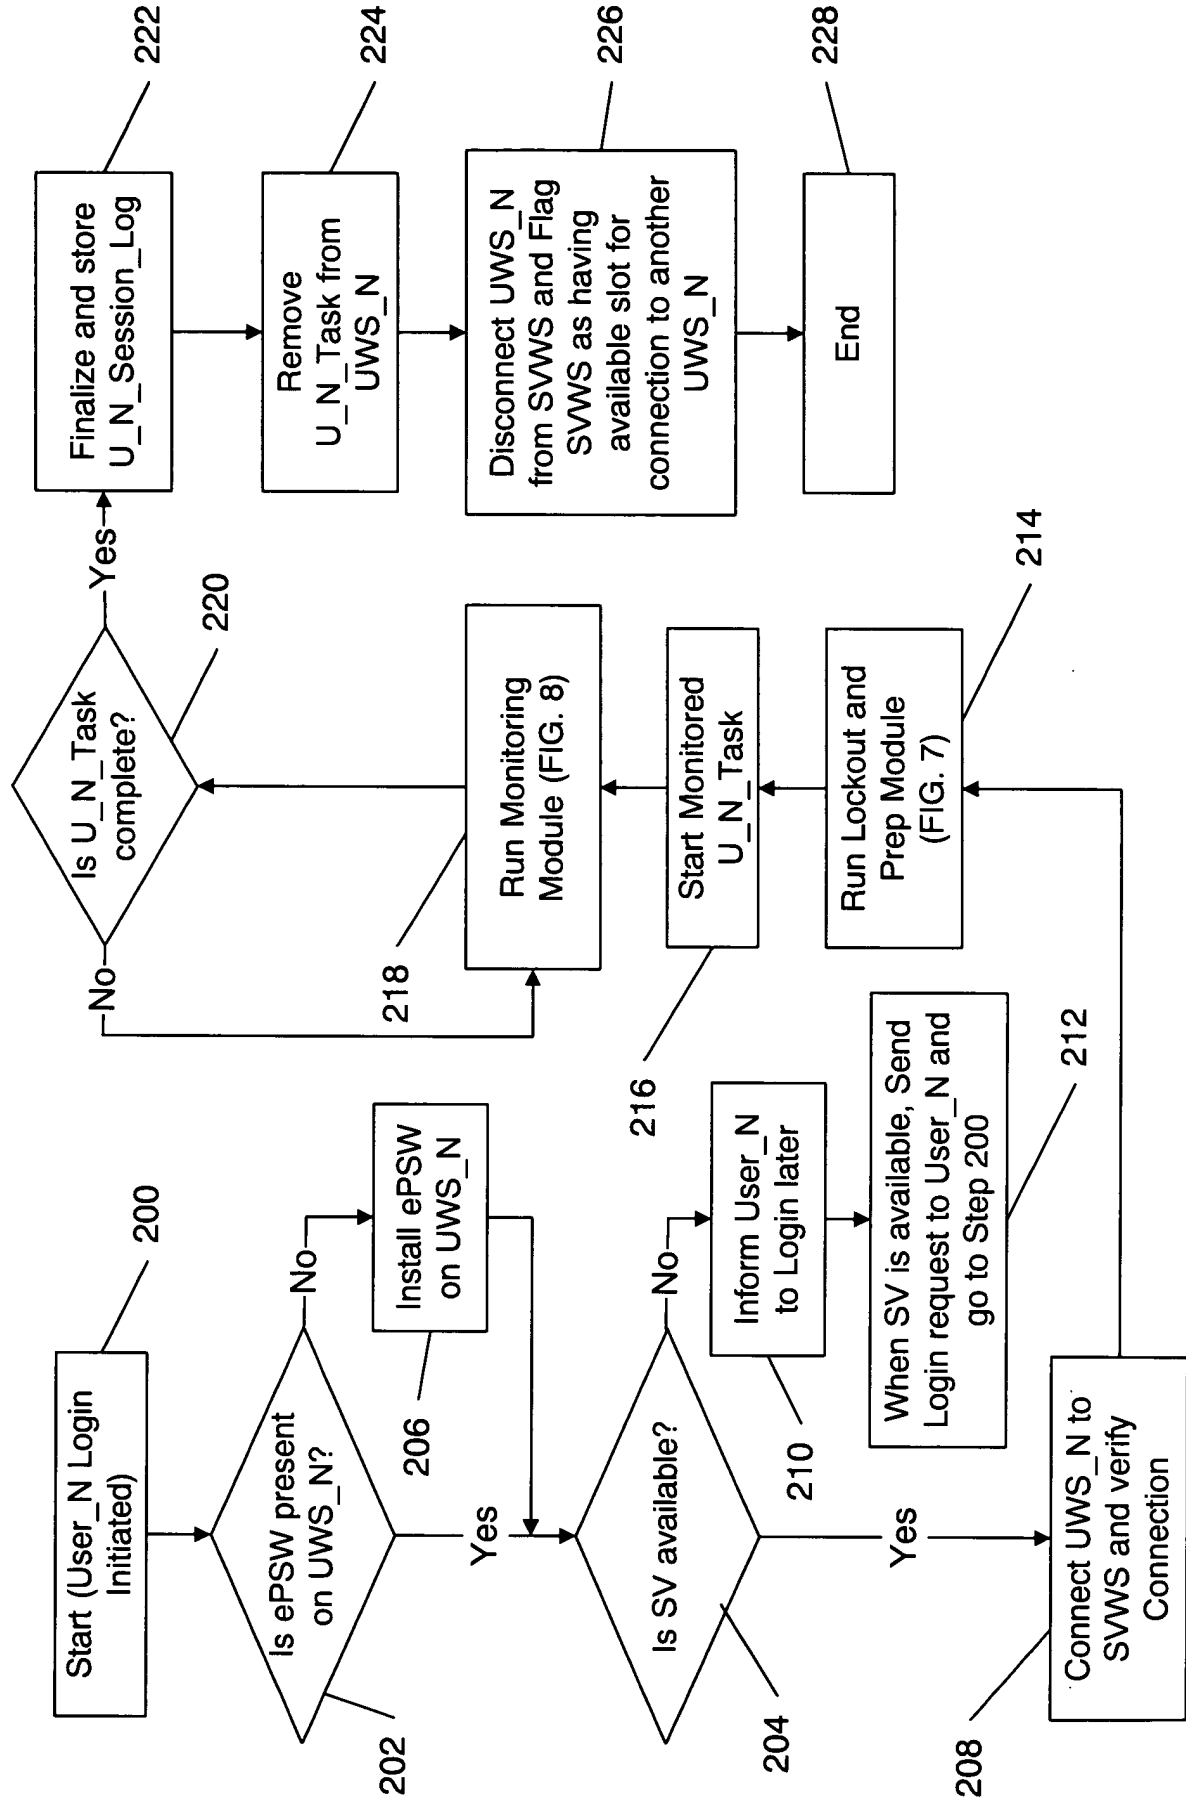 Start (User_N Login
Initiated)
200
Is ePSW present
on UWS_N?
202
No
Install ePSW
on UWS_N
206
Yes
Is SV available?
204
No
Inform User_N
to Login later
210
When SV is available, Send
Login request to User_N and
go to Step 200
212
Yes
Connect UWS_N to
SVWS and verify
Connection
208
Run Lockout and
Prep Module
(FIG. 7)
214
Start Monitored
U_N_Task
216
Run Monitoring
Module (FIG. 8)
218
Is U_N_Task
complete?
220
No
Yes
Finalize and store
U_N_Session_Log
222
Remove
U_N_Task from
UWS_N
224
Disconnect UWS_N
from SVWS and Flag
SVWS as having
available slot for
connection to another
UWS_N
226
End
228